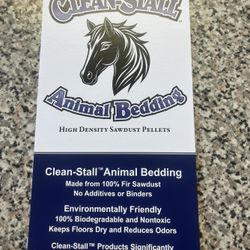 Clean-Stall
Animal Bedding
High Density Sawdust Pellets
Clean-Stall™ Animal Bedding
Made from 100% Fir Sawdust
No Additives or Binders
Environmentally Friendly
100% Biodegradable and Nontoxic
Keeps Floors Dry and Reduces Odors
Clean-Stall™ Products Significantly